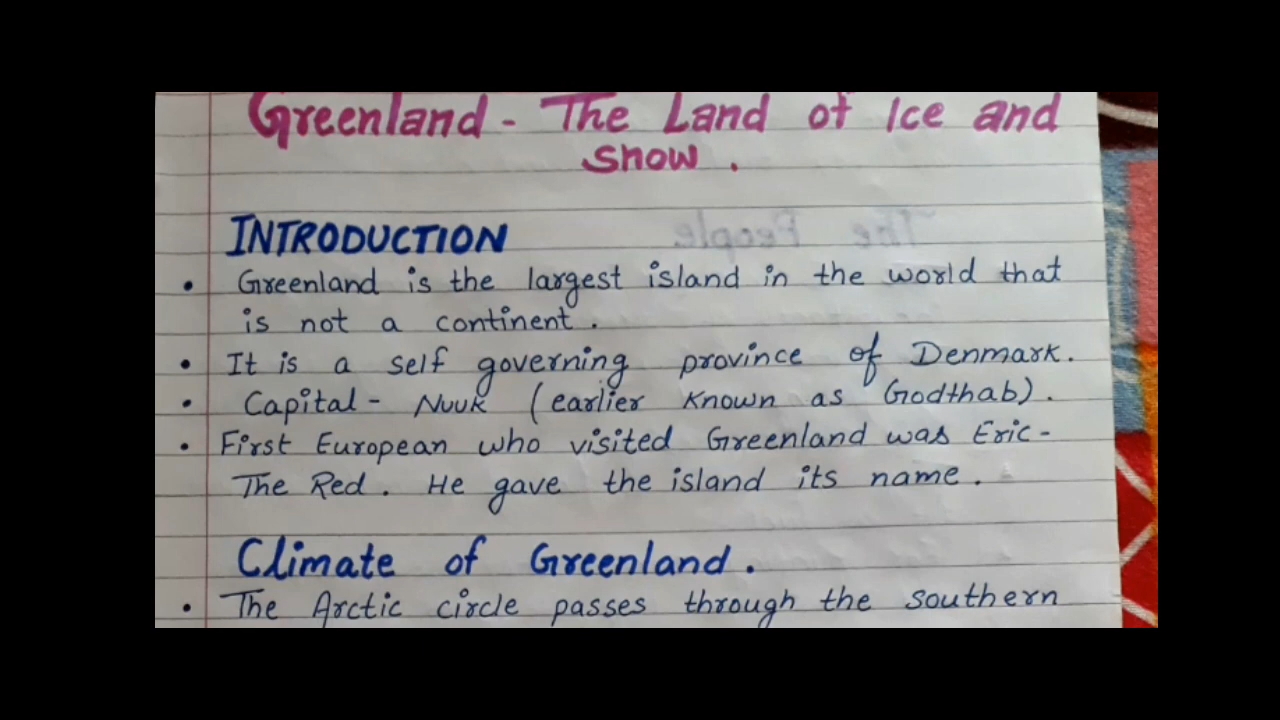 Greenland - The Land of Ice and
snow .
INTRODUCTION
The People
• Greenland is the largest island in the world that
is not a continent .
• It is a self governing province of Denmark.
• Capital - Nuuk (earlier known as Godthab) .
• First European who visited Greenland was Eric -
The Red . He gave the island its name .
Climate of Greenland .
• The Arctic circle passes through the southern